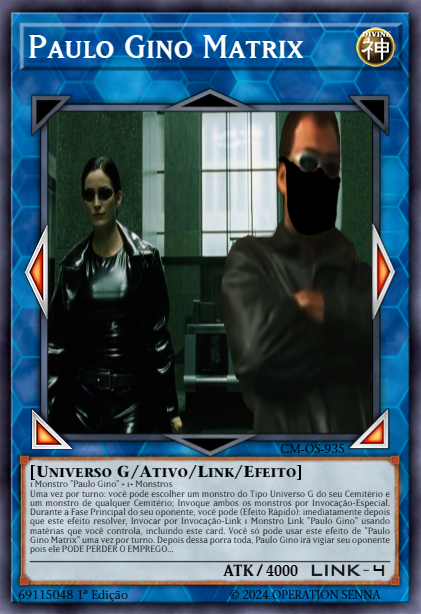 Paulo Gino Matrix
DIVINE
神
CM-OS-935
[Universo G/Ativo/Link/Efeito]
1 Monstro "Paulo Gino" + 1+ Monstros
Uma vez por turno: você pode escolher um monstro do Tipo Universo G do seu Cemitério e
um monstro de qualquer Cemitério; Invoque ambos os monstros por Invocação-Especial.
Durante a Fase Principal do seu oponente, você pode (Efeito Rápido): imediatamente depois
que este efeito resolver, Invocar por Invocação-Link 1 Monstro Link "Paulo Gino" usando
matérias que você controla, incluindo este card. Você só pode usar este efeito de "Paulo
Gino Matrix" uma vez por turno. Depois dessa porra toda, Paulo Gino irá vigiar seu oponente
pois ele PODE PERDER O EMPREGO...
ATK/4000 LINK-4
69115048 1ª Edição
©2024 OPERATION SENNA